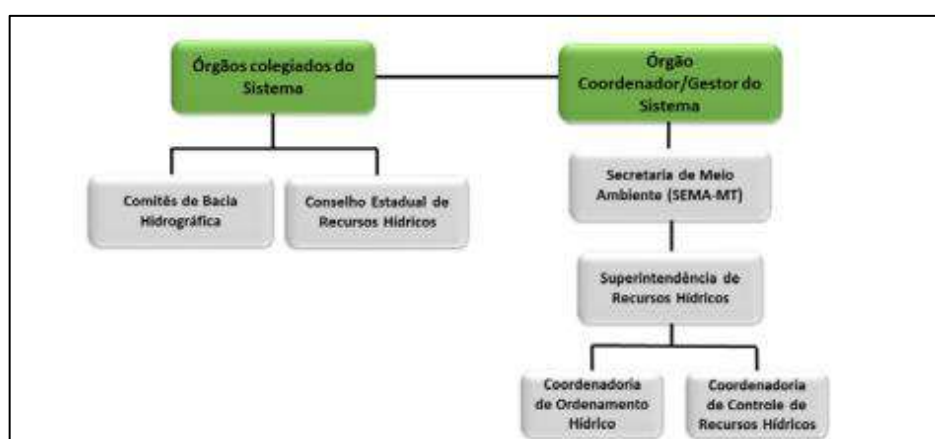 Órgãos colegiados do
Sistema
Órgão
Coordenador/Gestor do
Sistema
Comitês de Bacia
Hidrográfica
Conselho Estadual de
Recursos Hídricos
Secretaria de Meio
Ambiente (SEMA-MT)
Superintendência de
Recursos Hídricos
Coordenadoria
de Ordenamento
Hídrico
Coordenadoria
de Controle de
Recursos Hídricos